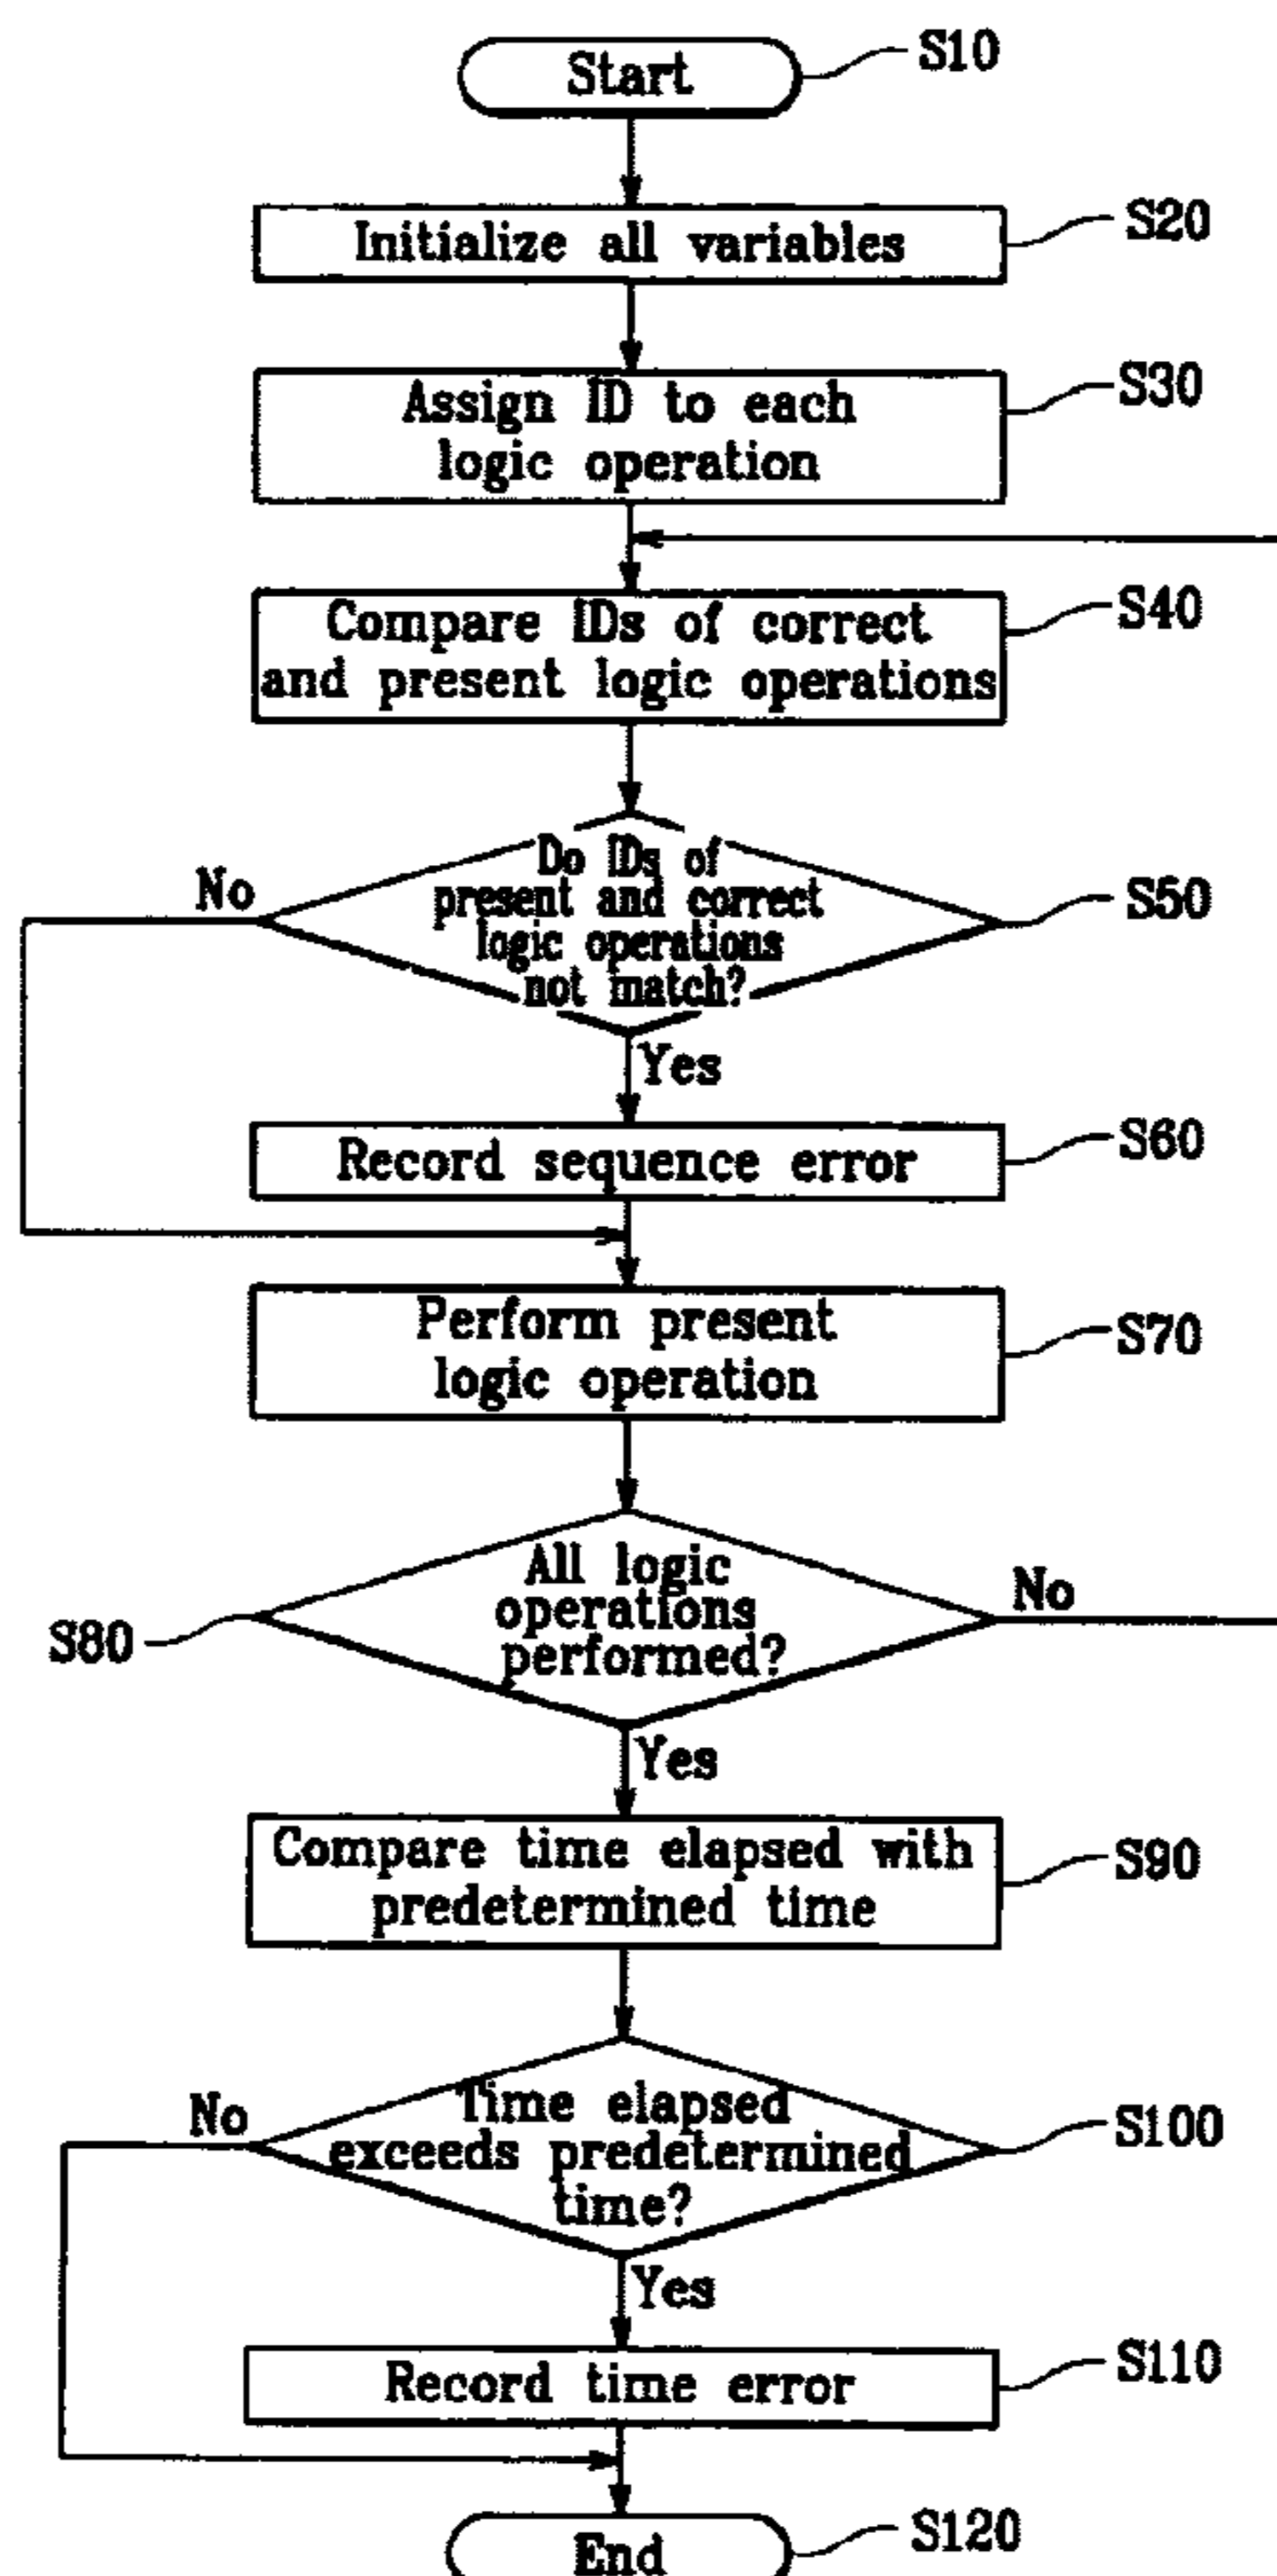 Start
S10
Initialize all variables
S20
Assign ID to each
logic operation
S30
Compare IDs of correct
and present logic operations
S40
Do IDs of
present and correct
logic operations
not match?
No
S50
Yes
Record sequence error
S60
Perform present
logic operation
S70
All logic
operations
performed?
No
S80
Yes
Compare time elapsed with
predetermined time
S90
Time elapsed
exceeds predetermined
time?
No
S100
Yes
Record time error
S110
End
S120